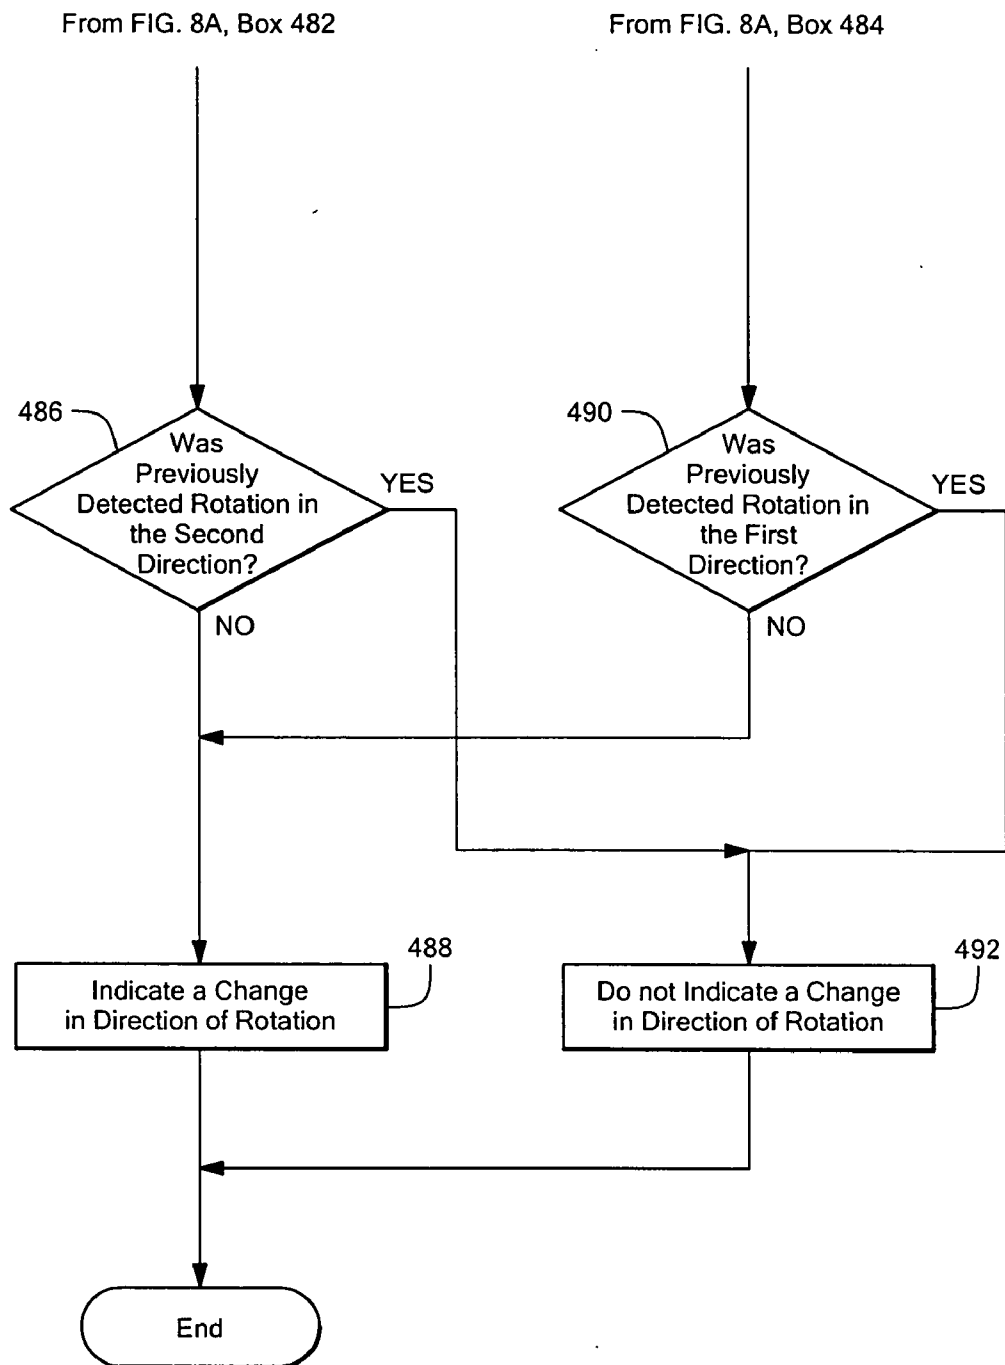 From FIG. 8A, Box 482
From FIG. 8A, Box 484
486
Was
Previously
Detected Rotation in
the Second
Direction?
YES
NO
490
Was
Previously
Detected Rotation in
the First
Direction?
YES
NO
488
Indicate a Change
in Direction of Rotation
492
Do not Indicate a Change
in Direction of Rotation
End